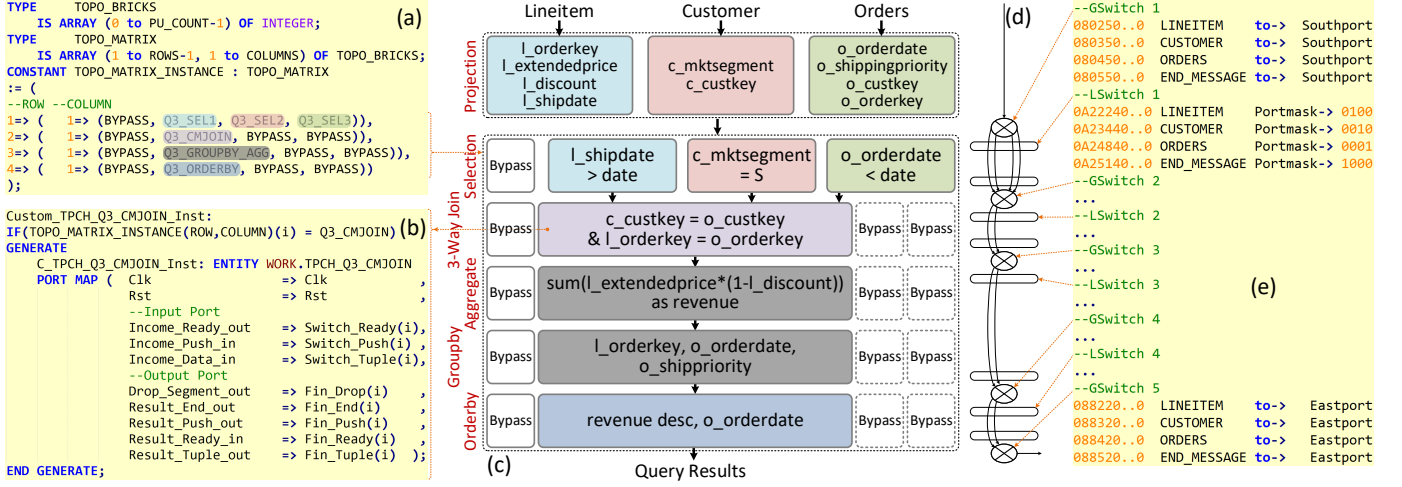 TYPE TOPO_BRICKS
IS ARRAY (0 to PU_COUNT-1) OF INTEGER;
TYPE TOPO_MATRIX
IS ARRAY (1 to ROWS-1, 1 to COLUMNS) OF TOPO_BRICKS;
CONSTANT TOPO_MATRIX_INSTANCE : TOPO_MATRIX
:= (
--ROW --COLUMN
1=> ( 1=> (BYPASS, Q3_SEL1, Q3_SEL2, Q3_SEL3)),
2=> ( 1=> (BYPASS, Q3_CMJOIN, BYPASS, BYPASS)),
3=> ( 1=> (BYPASS, Q3_GROUPBY_AGG, BYPASS, BYPASS)),
4=> ( 1=> (BYPASS, Q3_ORDERBY, BYPASS, BYPASS))
);
(a)
Custom_TPCH_Q3_CMJOIN_Inst:
IF(TOPO_MATRIX_INSTANCE(ROW,COLUMN)(i) = Q3_CMJOIN)
GENERATE
C_TPCH_Q3_CMJOIN_Inst: ENTITY WORK.TPCH_Q3_CMJOIN
PORT MAP ( Clk => Clk ,
Rst => Rst ,
--Input Port
Income_Ready_out => Switch_Ready(i),
Income_Push_in => Switch_Push(i) ,
Income_Data_in => Switch_Tuple(i),
--Output Port
Drop_Segment_out => Fin_Drop(i) ,
Result_End_out => Fin_End(i) ,
Result_Push_out => Fin_Push(i) ,
Result_Ready_in => Fin_Ready(i) ,
Result_Tuple_out => Fin_Tuple(i) );
END GENERATE;
(b)
Lineitem Customer Orders
Projection
l_orderkey
l_extendedprice
l_discount
l_shipdate
c_mktsegment
c_custkey
o_orderdate
o_shippingpriority
o_custkey
o_orderkey
Selection
Bypass
l_shipdate
> date
c_mktsegment
= S
o_orderdate
< date
3-Way Join
Bypass
c_custkey = o_custkey
& l_orderkey = o_orderkey
Bypass Bypass
Aggregate
Bypass
sum(l_extendedprice*(1-l_discount))
as revenue
Bypass Bypass
Groupby
Bypass
l_orderkey, o_orderdate,
o_shippriority
Bypass Bypass
Orderby
Bypass
revenue desc, o_orderdate
Bypass Bypass
(c)
Query Results
(d)
--GSwitch 1
080250..0 LINEITEM to-> Southport
080350..0 CUSTOMER to-> Southport
080450..0 ORDERS to-> Southport
080550..0 END_MESSAGE to-> Southport
--LSwitch 1
0A22240..0 LINEITEM Portmask-> 0100
0A23440..0 CUSTOMER Portmask-> 0010
0A24840..0 ORDERS Portmask-> 0001
0A25140..0 END_MESSAGE Portmask-> 1000
--GSwitch 2
...
--LSwitch 2
...
--GSwitch 3
...
--LSwitch 3
...
--GSwitch 4
...
--LSwitch 4
...
--GSwitch 5
088220..0 LINEITEM to-> Eastport
088320..0 CUSTOMER to-> Eastport
088420..0 ORDERS to-> Eastport
088520..0 END_MESSAGE to-> Eastport
(e)